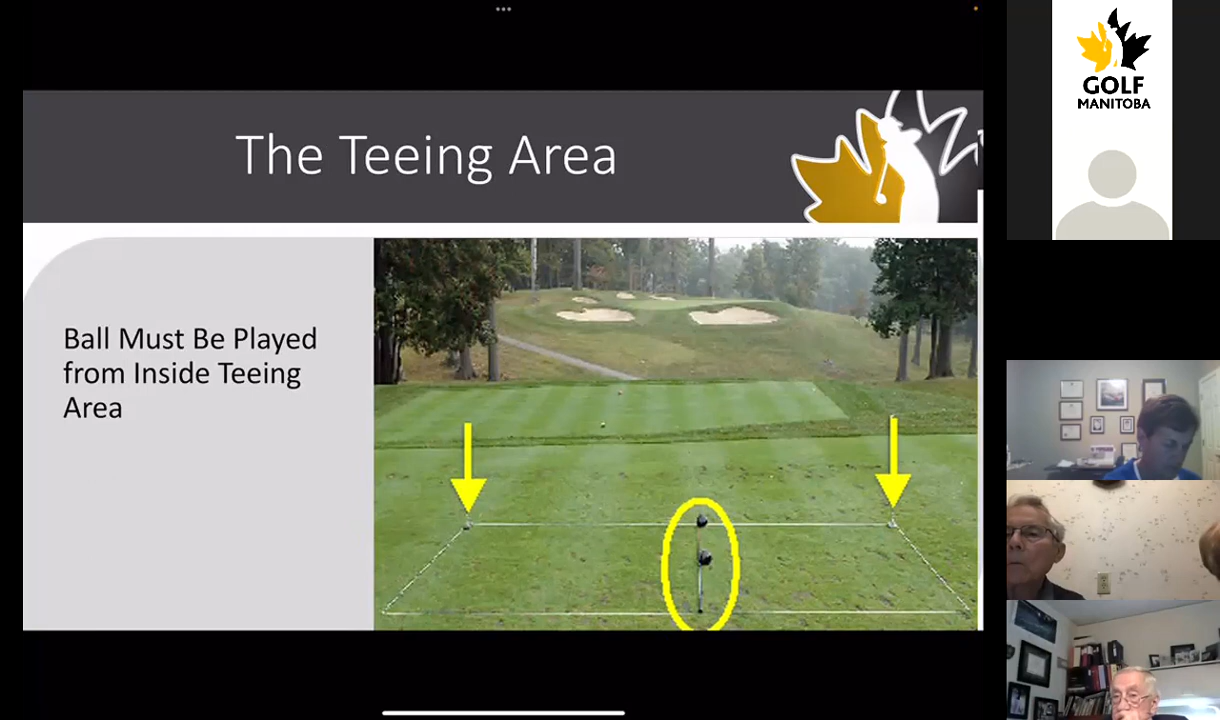 The Teeing Area
Ball Must Be Played
from Inside Teeing
Area
GOLF
MANITOBA